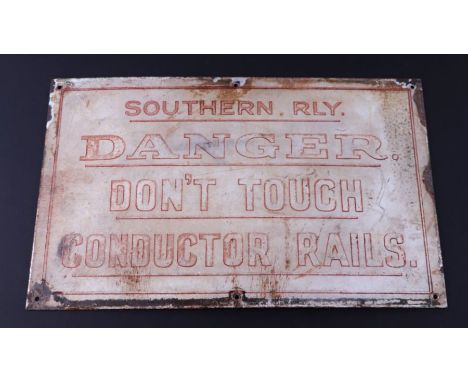 SOUTHERN. RLY.
DANGER.
DON'T TOUCH
CONDUCTOR RAILS.